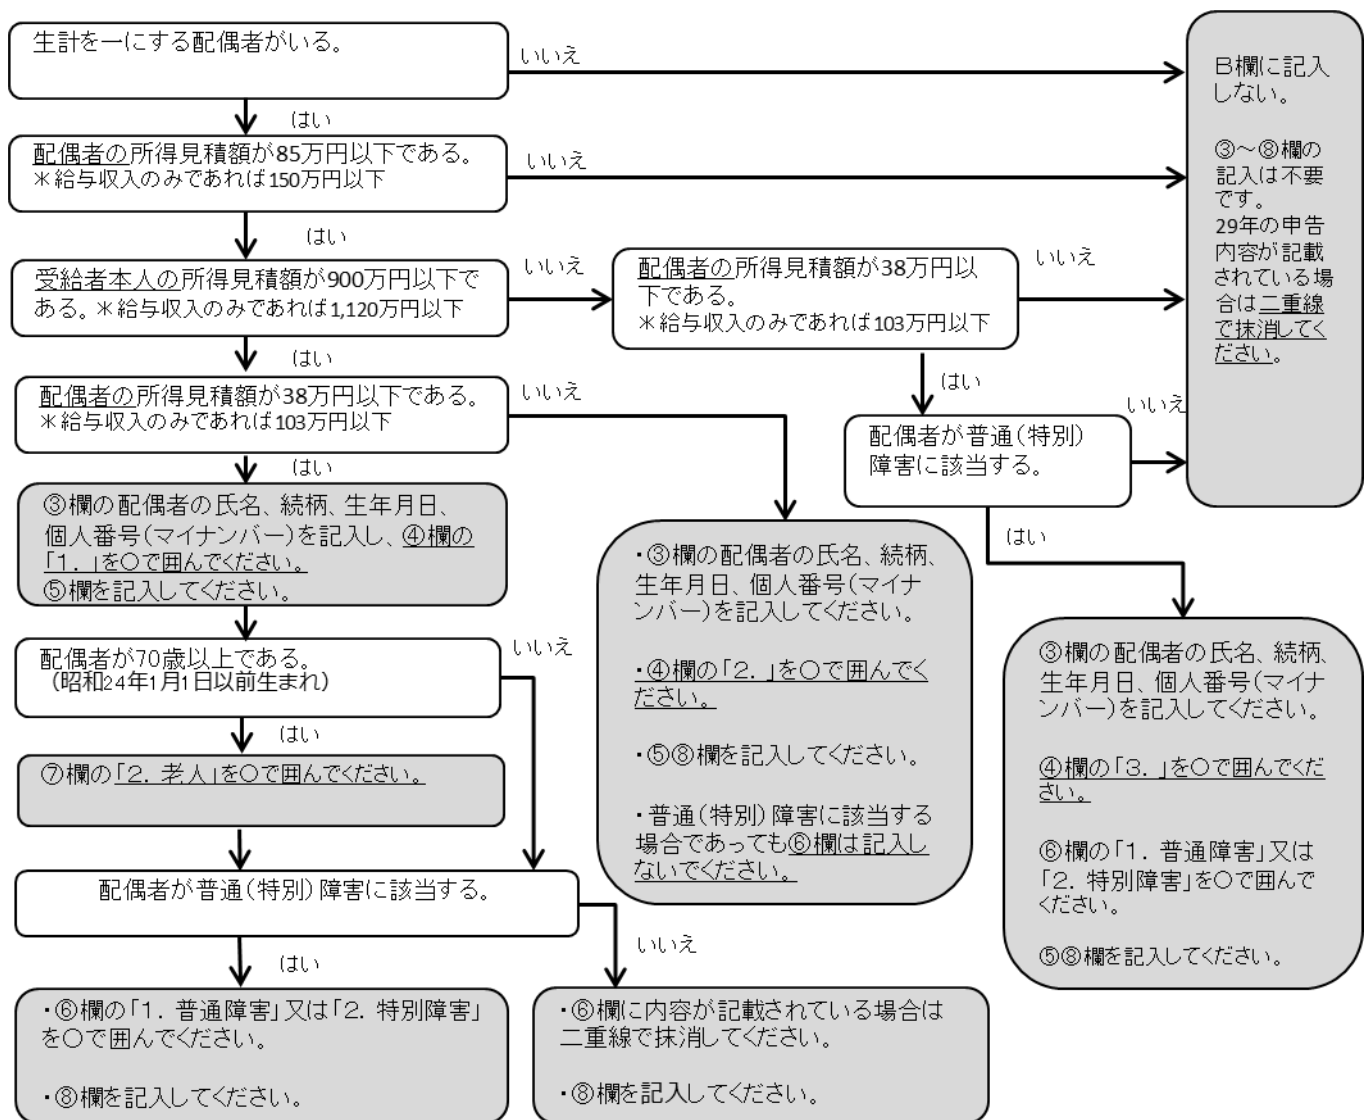 生計を一にする配偶者がいる。
いいえ
はい
配偶者の所得見積額が85万円以下である。
＊給与収入のみであれば150万円以下
いいえ
はい
受給者本人の所得見積額が900万円以下で
ある。＊給与収入のみであれば1,120万円以下
いいえ
配偶者の所得見積額が38万円以
下である。
＊給与収入のみであれば103万円以下
いいえ
はい
はい
配偶者の所得見積額が38万円以下である。
＊給与収入のみであれば103万円以下
いいえ
配偶者が普通（特別）
障害に該当する。
いいえ
はい
B欄に記入
しない。
③～⑧欄の
記入は不要
です。
29年の申告
内容が記載
されている場
合は二重線
で抹消してく
ださい。
はい
③欄の配偶者の氏名、続柄、生年月日、
個人番号（マイナンバー）を記入し、④欄の
「1．」を○で囲んでください。
⑤欄を記入してください。
配偶者が70歳以上である。
（昭和24年1月1日以前生まれ）
いいえ
はい
⑦欄の「2．老人」を○で囲んでください。
配偶者が普通（特別）障害に該当する。
いいえ
はい
・⑥欄の「1．普通障害」又は「2．特別障害」
を○で囲んでください。
・⑧欄を記入してください。
・⑥欄に内容が記載されている場合は
二重線で抹消してください。
・⑧欄を記入してください。
・③欄の配偶者の氏名、続柄、
生年月日、個人番号（マイナ
ンバー）を記入してください。
・④欄の「2．」を○で囲んでく
ださい。
・⑤⑧欄を記入してください。
・普通（特別）障害に該当する
場合であっても⑥欄は記入し
ないでください。
③欄の配偶者の氏名、続柄、
生年月日、個人番号（マイナ
ンバー）を記入してください。
④欄の「3．」を○で囲んでくだ
さい。
⑥欄の「1．普通障害」又は
「2．特別障害」を○で囲んで
ください。
⑤⑧欄を記入してください。